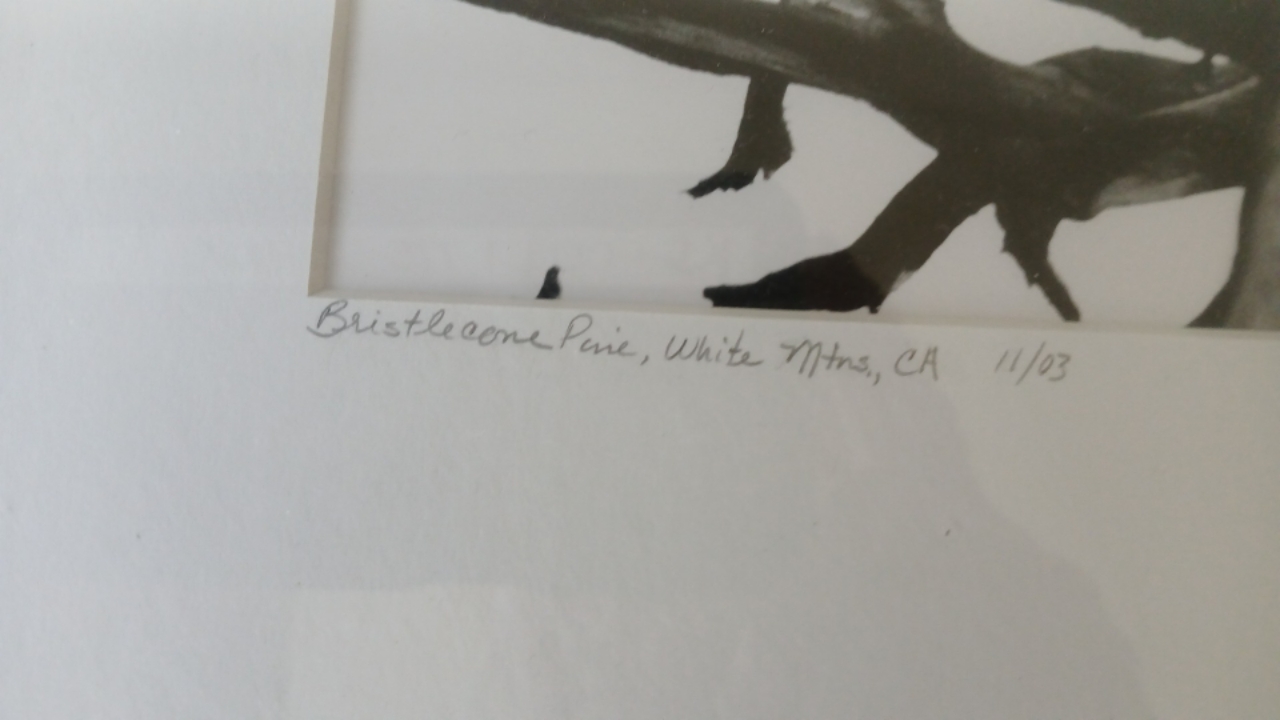 Bristlecone Pine, White Mtns., CA 11/03